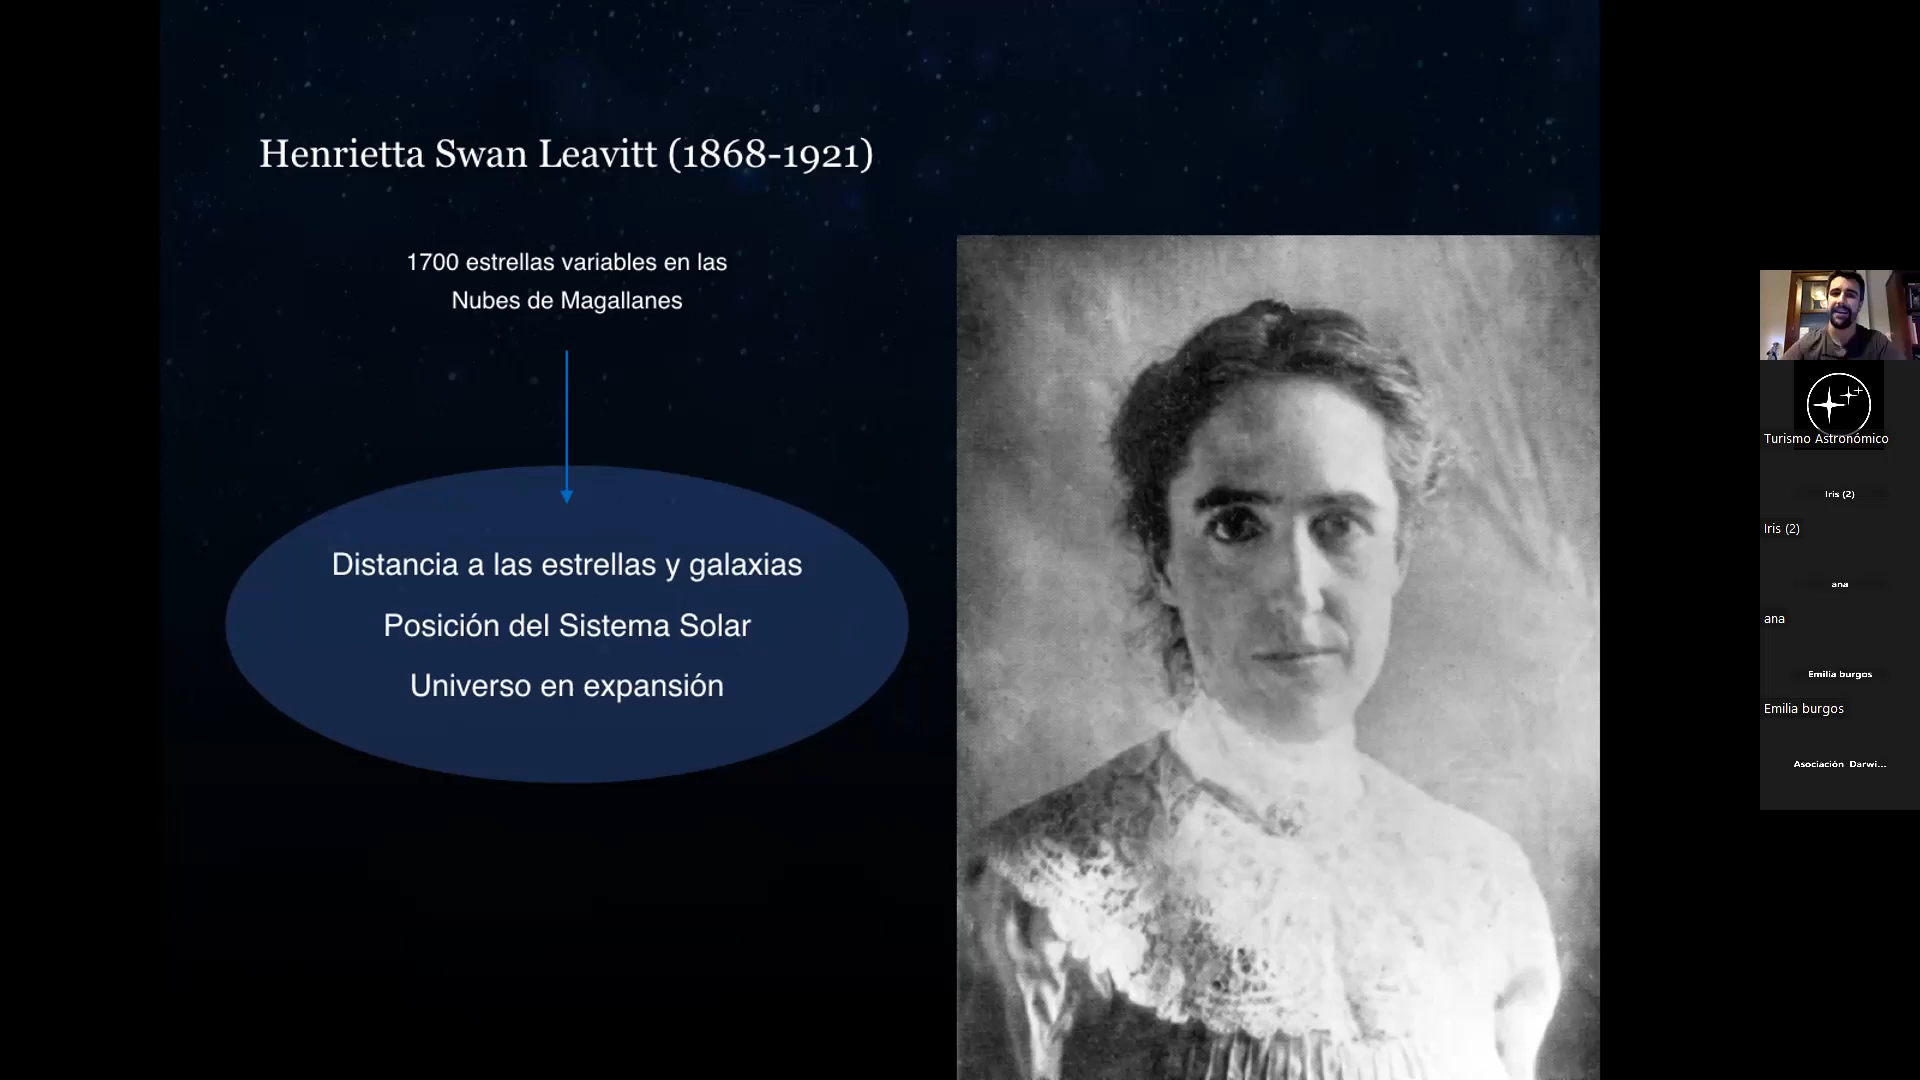 Henrietta Swan Leavitt (1868-1921)
1700 estrellas variables en las
Nubes de Magallanes
Distancia a las estrellas y galaxias
Posición del Sistema Solar
Universo en expansión
Turismo Astronómico
Iris (2)
Iris (2)
ana
ana
Emilia burgos
Emilia burgos
Asociación Darwi...